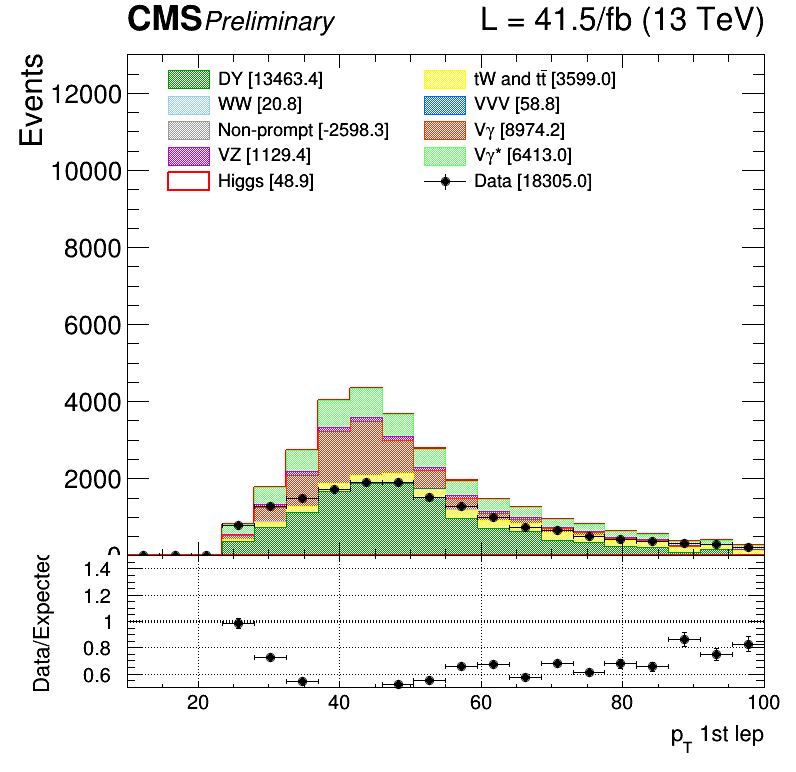 CMS Preliminary L = 41.5/fb (13 TeV)
Events
DY [13463.4] tW and tt̄ [3599.0]
WW [20.8] VVV [58.8]
Non-prompt [-2598.3] Vγ [8974.2]
VZ [1129.4] Vγ* [6413.0]
Higgs [48.9] Data [18305.0]
12000
10000
8000
6000
4000
2000
0
Data/Expected
1.4
1.2
1
0.8
0.6
20 40 60 80 100
pT 1st lep